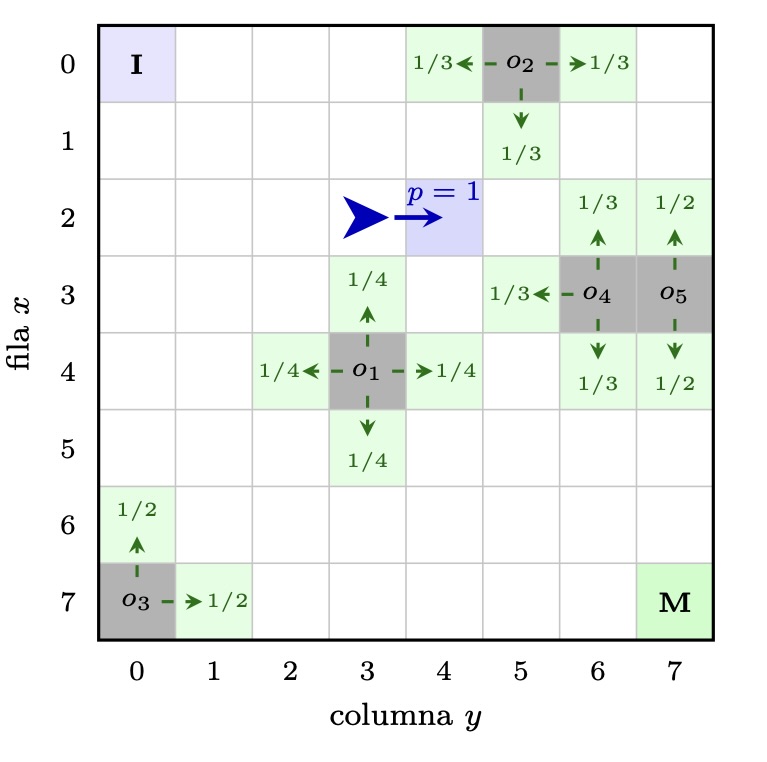 0 I 1/3 o₂ 1/3
1 1/3
2 p = 1 1/3 1/2
3 1/4 1/3 o₄ o₅
4 1/4 o₁ 1/4 1/3 1/2
5 1/4
6 1/2
7 o₃ 1/2 M
0 1 2 3 4 5 6 7
columna y
fila x